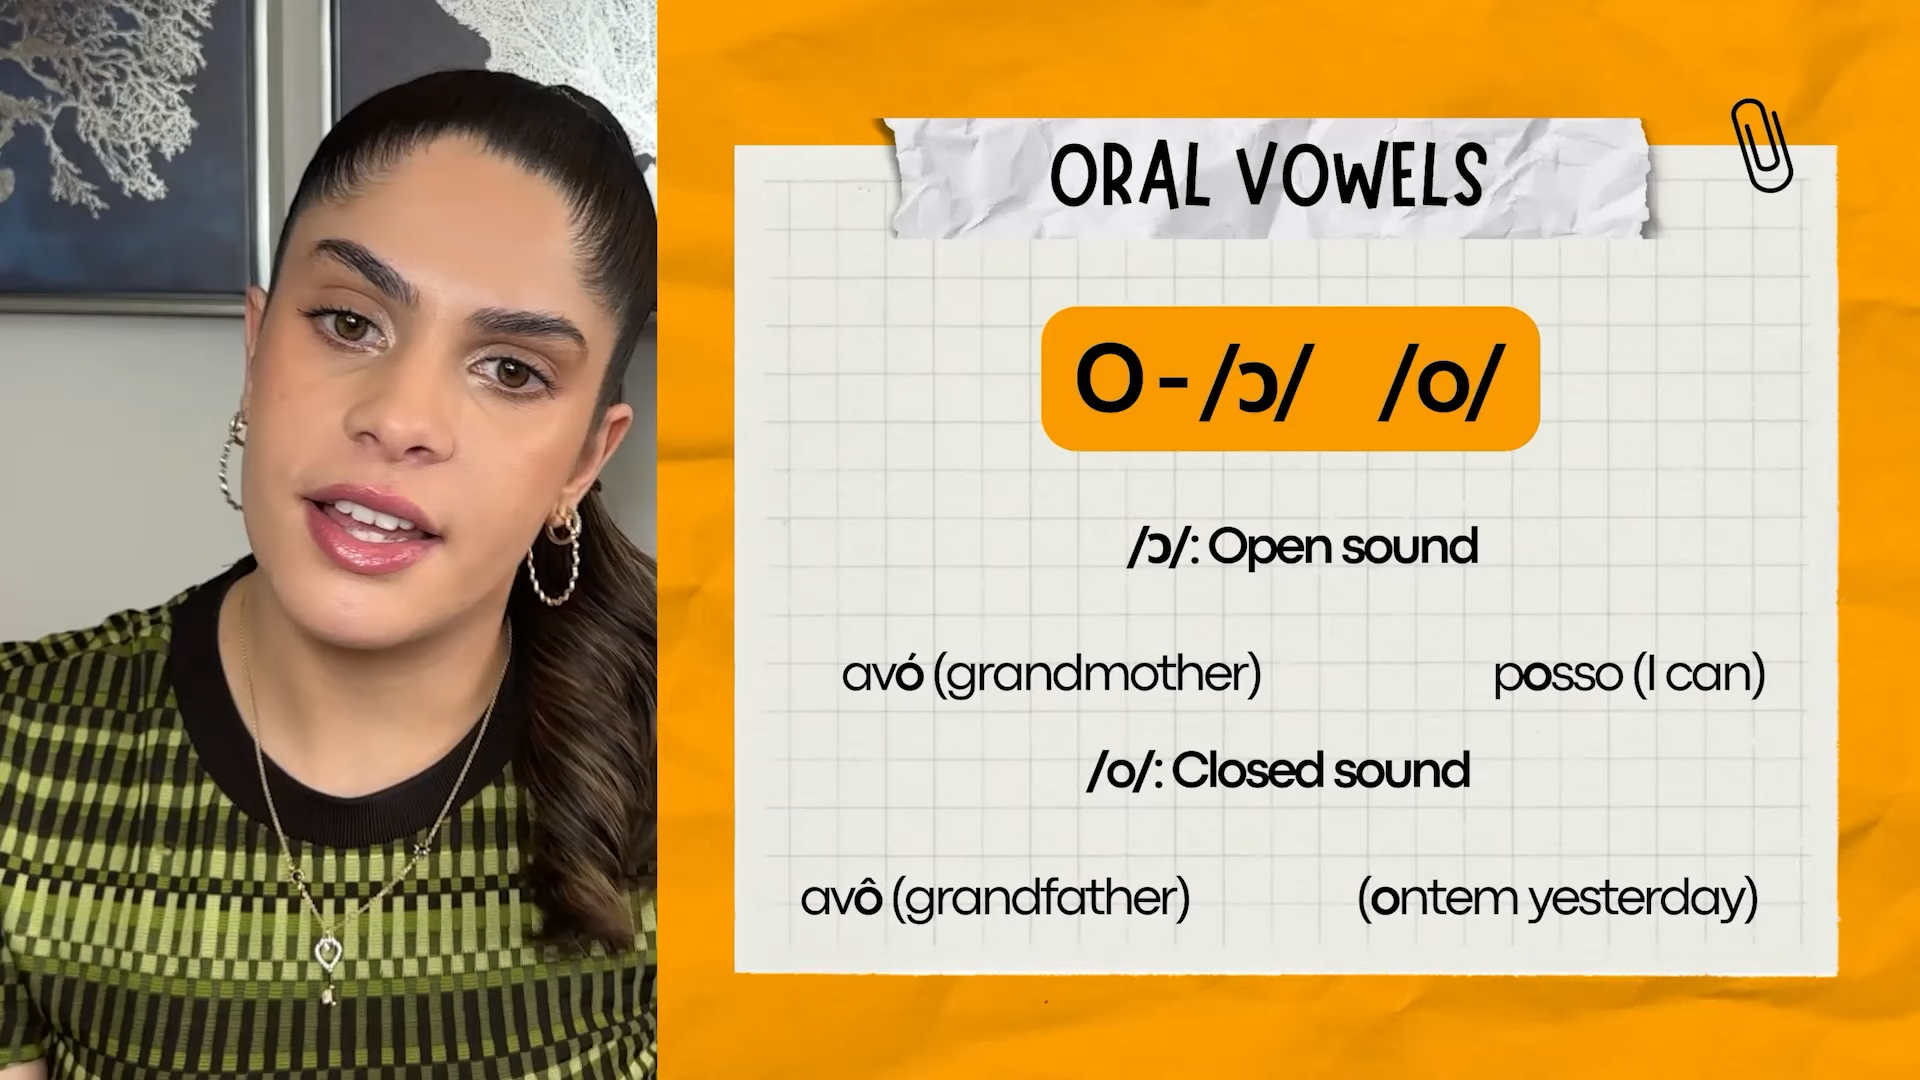 ORAL VOWELS
O - /ɔ/ /o/
/ɔ/: Open sound
avó (grandmother) posso (I can)
/o/: Closed sound
avô (grandfather) (ontem yesterday)